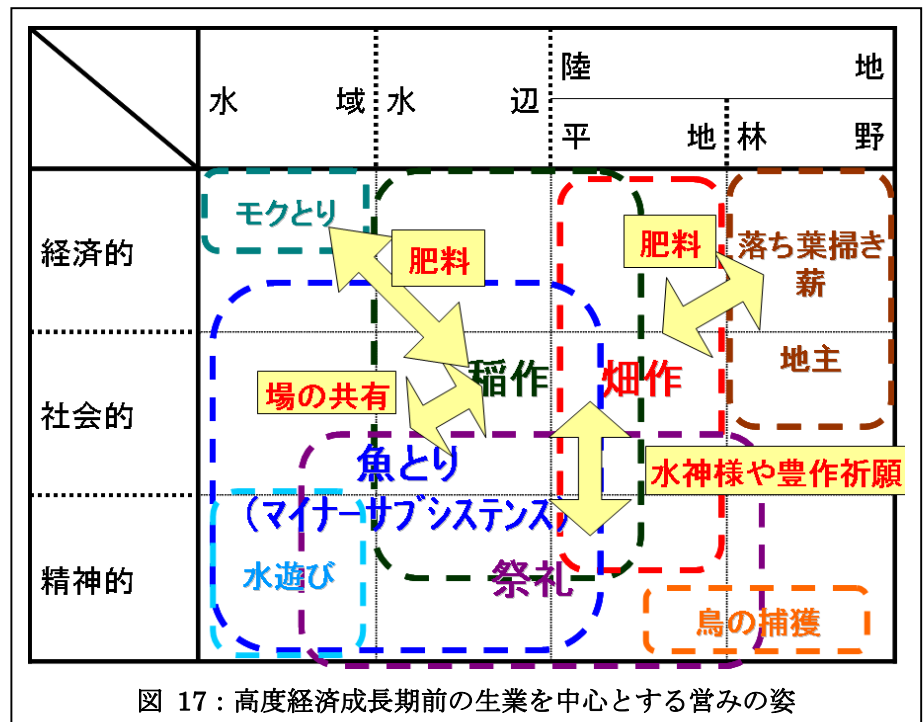 陸地
水域 水辺
平地 林野
経済的
モクとり
肥料
肥料
落ち葉掃き
薪
地主
社会的
場の共有
稲作
畑作
魚とり
(マイナーサブシステンス)
水神様や豊作祈願
精神的
水遊び
祭礼
鳥の捕獲
図 17:高度経済成長期前の生業を中心とする営みの姿